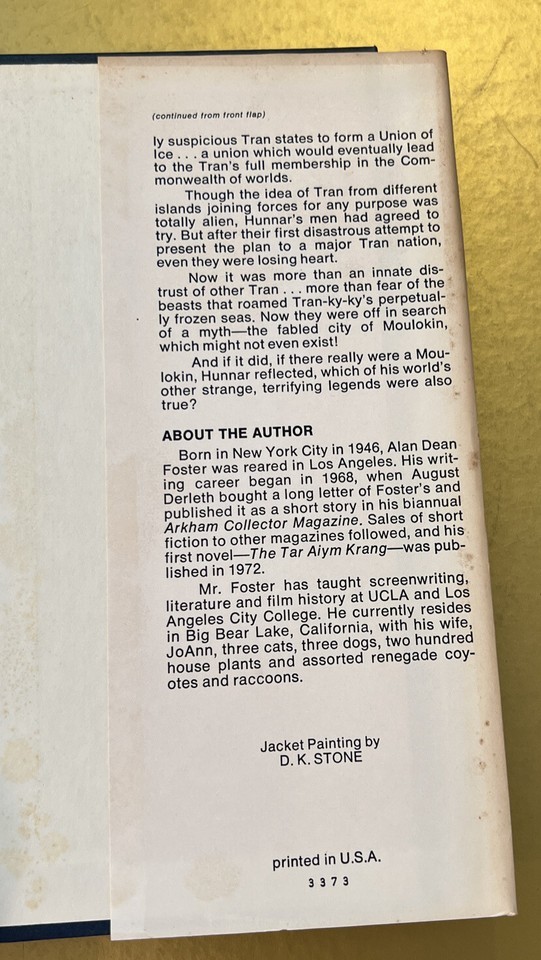 (continued from front flap)
ly suspicious Tran states to form a Union of
Ice . . . a union which would eventually lead
to the Tran's full membership in the Com-
monwealth of worlds.
Though the idea of Tran from different
islands joining forces for any purpose was
totally alien, Hunnar's men had agreed to
try. But after their first disastrous attempt to
present the plan to a major Tran nation,
even they were losing heart.
Now it was more than an innate dis-
trust of other Tran . . . more than fear of the
beasts that roamed Tran-ky-ky's perpetual-
ly frozen seas. Now they were off in search
of a myth—the fabled city of Moulokin,
which might not even exist!
And if it did, if there really were a Mou-
lokin, Hunnar reflected, which of his world's
other strange, terrifying legends were also
true?
ABOUT THE AUTHOR
Born in New York City in 1946, Alan Dean
Foster was reared in Los Angeles. His writ-
ing career began in 1968, when August
Derleth bought a long letter of Foster's and
published it as a short story in his biannual
Arkham Collector Magazine. Sales of short
fiction to other magazines followed, and his
first novel—The Tar Aiym Krang—was pub-
lished in 1972.
Mr. Foster has taught screenwriting,
literature and film history at UCLA and Los
Angeles City College. He currently resides
in Big Bear Lake, California, with his wife,
JoAnn, three cats, three dogs, two hundred
house plants and assorted renegade coy-
otes and raccoons.
Jacket Painting by
D. K. STONE
printed in U.S.A.
3373